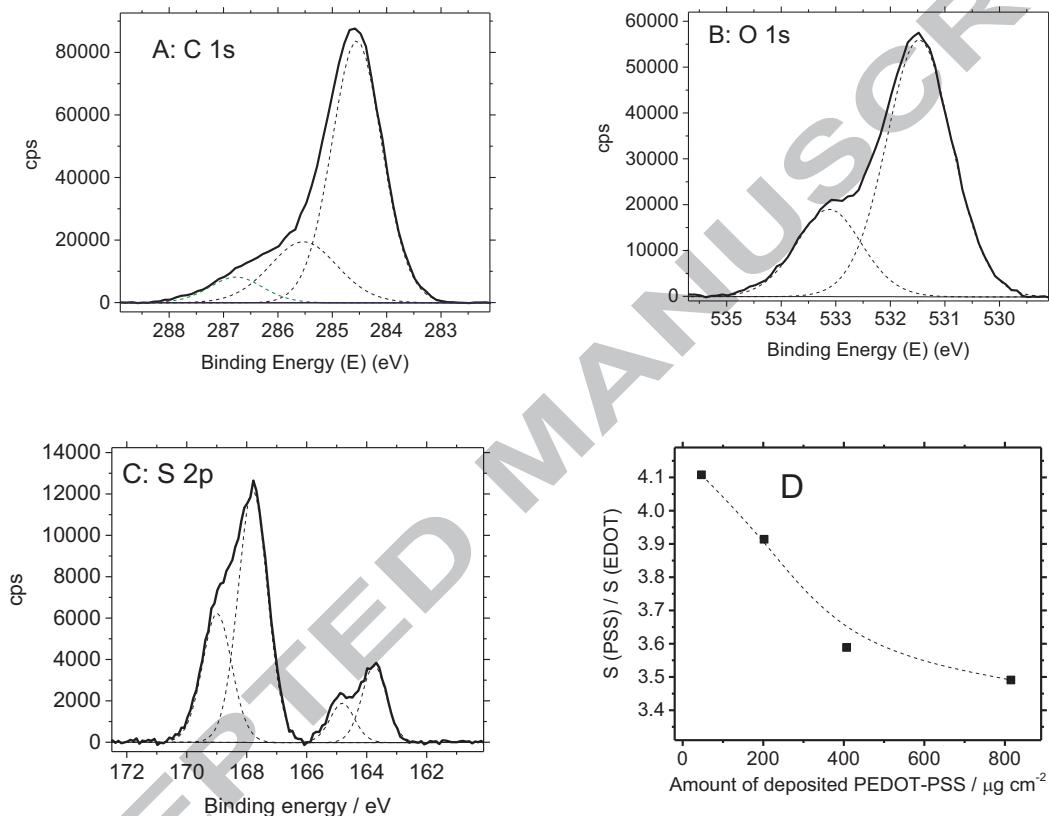 A: C 1s
80000
60000
40000
20000
0
cps
288 287 286 285 284 283
Binding Energy (E) (eV)
B: O 1s
60000
50000
40000
30000
20000
10000
0
cps
535 534 533 532 531 530
Binding Energy (E) (eV)
C: S 2p
14000
12000
10000
8000
6000
4000
2000
0
cps
172 170 168 166 164 162
Binding energy / eV
D
4.1
4.0
3.9
3.8
3.7
3.6
3.5
3.4
S (PSS) / S (EDOT)
0 200 400 600 800
Amount of deposited PEDOT-PSS / μg cm-2
EPTED MANUSCR